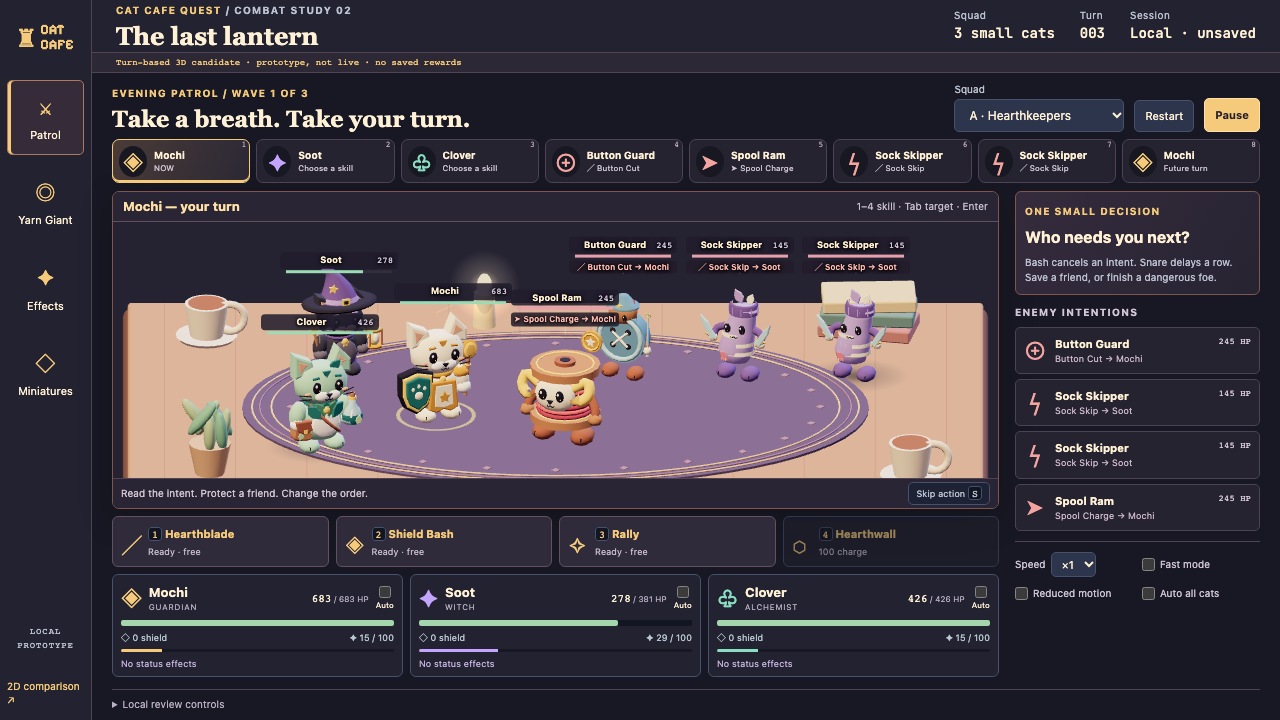 CAT CAFE
CAT CAFE QUEST / COMBAT STUDY 02
The last lantern
Squad
3 small cats
Turn
003
Session
Local · unsaved
Turn-based 3D candidate · prototype, not live · no saved rewards
Patrol
Yarn Giant
Effects
Miniatures
LOCAL PROTOTYPE
2D comparison ↗
EVENING PATROL / WAVE 1 OF 3
Take a breath. Take your turn.
Squad
A · Hearthkeepers
Restart
Pause
Mochi
NOW
1
Soot
Choose a skill
2
Clover
Choose a skill
3
Button Guard
Button Cut
4
Spool Ram
➤ Spool Charge
5
Sock Skipper
Sock Skip
6
Sock Skipper
Sock Skip
7
Mochi
Future turn
8
Mochi — your turn
1–4 skill · Tab target · Enter
Soot 278
Clover 426
Mochi 683
Spool Ram 245
➤ Spool Charge → Mochi
Button Guard 245
Button Cut → Mochi
Sock Skipper 145
Sock Skip → Soot
Sock Skipper 145
Sock Skip → Soot
Read the intent. Protect a friend. Change the order.
Skip action S
1 Hearthblade
Ready · free
2 Shield Bash
Ready · free
3 Rally
Ready · free
4 Hearthwall
100 charge
Mochi
GUARDIAN
683 / 683 HP
Auto
0 shield
15 / 100
No status effects
Soot
WITCH
278 / 381 HP
Auto
0 shield
29 / 100
No status effects
Clover
ALCHEMIST
426 / 426 HP
Auto
0 shield
15 / 100
No status effects
ONE SMALL DECISION
Who needs you next?
Bash cancels an intent. Snare delays a row.
Save a friend, or finish a dangerous foe.
ENEMY INTENTIONS
Button Guard
Button Cut → Mochi
245 HP
Sock Skipper
Sock Skip → Soot
145 HP
Sock Skipper
Sock Skip → Soot
145 HP
Spool Ram
Spool Charge → Mochi
245 HP
Speed
×1
Fast mode
Reduced motion
Auto all cats
Local review controls